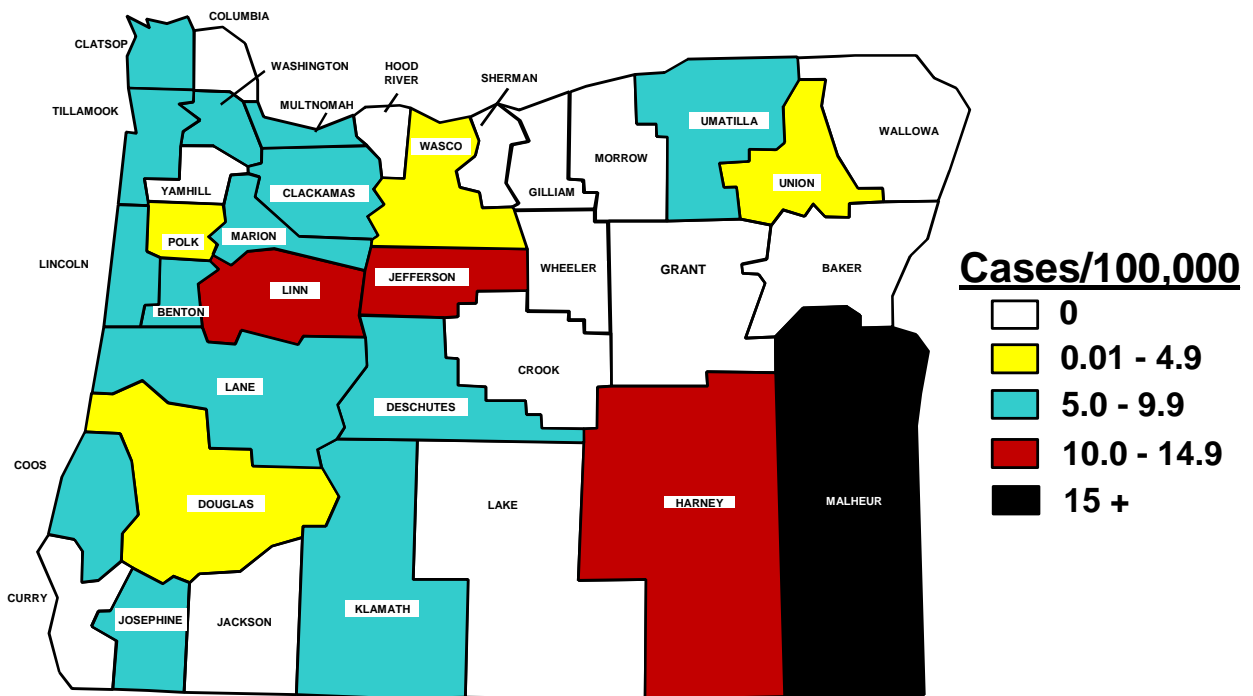 COLUMBIA
CLATSOP
WASHINGTON
HOOD
RIVER
SHERMAN
TILLAMOOK
MULTNOMAH
UMATILLA
WALLOWA
WASCO
MORROW
YAMHILL
CLACKAMAS
GILLIAM
UNION
POLK
MARION
LINCOLN
WHEELER
GRANT
BAKER
JEFFERSON
LINN
BENTON
CROOK
LANE
DESCHUTES
COOS
DOUGLAS
LAKE
HARNEY
MALHEUR
CURRY
JOSEPHINE
JACKSON
KLAMATH
Cases/100,000
0
0.01 - 4.9
5.0 - 9.9
10.0 - 14.9
15 +